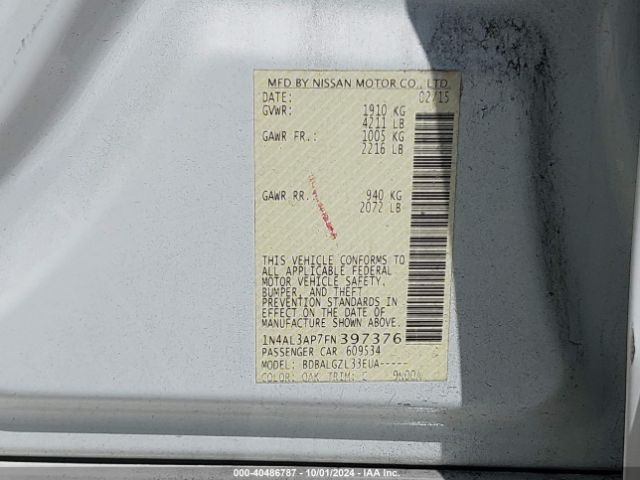 MFD BY NISSAN MOTOR CO., LTD.
DATE: 02/15
GVWR: 1910 KG
4211 LB
GAWR FR.: 1005 KG
2216 LB
GAWR RR.: 940 KG
2072 LB
THIS VEHICLE CONFORMS TO
ALL APPLICABLE FEDERAL
MOTOR VEHICLE SAFETY,
BUMPER, AND THEFT
PREVENTION STANDARDS IN
EFFECT ON THE DATE OF
MANUFACTURE SHOWN ABOVE.
1N4AL3AP7FN397376
PASSENGER CAR 609534
MODEL: BDBALGZL33EUA-----
COLOR: QAK TRIM:
000-40486787 - 10/01/2024 - IAA Inc.